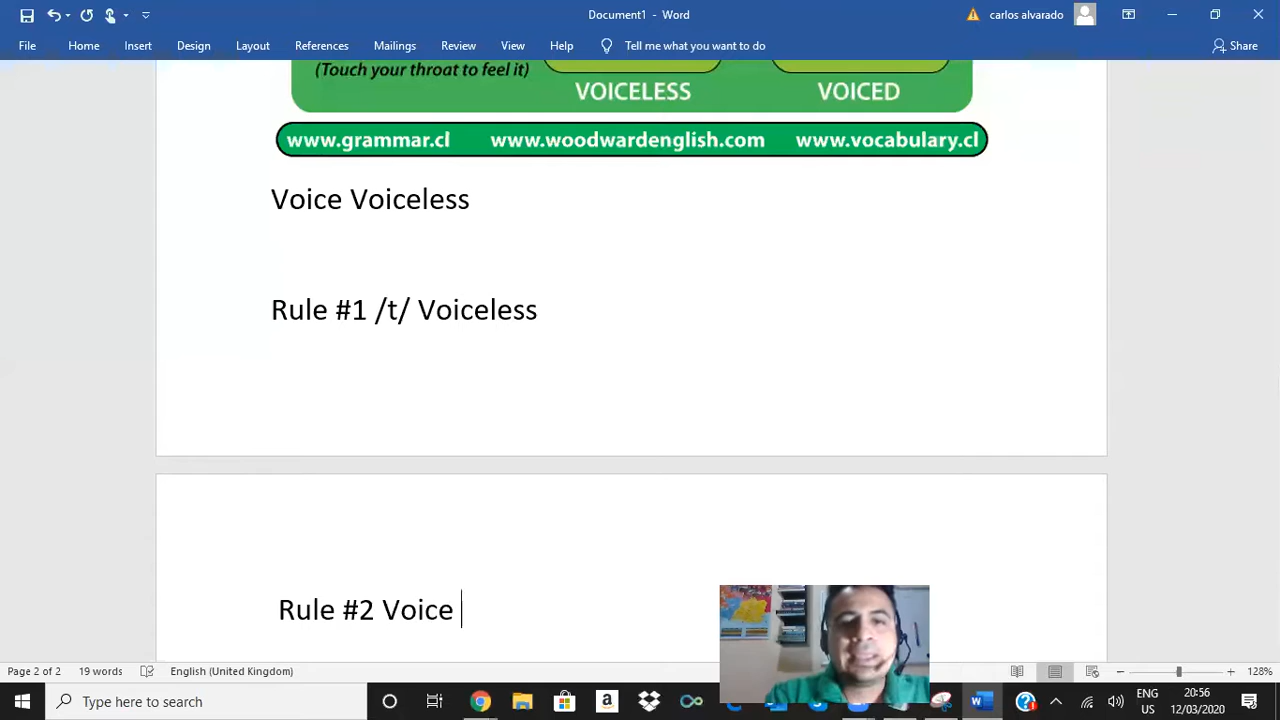 Document1 - Word
carlos alvarado
File Home Insert Design Layout References Mailings Review View Help Tell me what you want to do Share
(Touch your throat to feel it)
VOICELESS VOICED
www.grammar.cl www.woodwardenglish.com www.vocabulary.cl
Voice Voiceless
Rule #1 /t/ Voiceless
Rule #2 Voice
Page 2 of 2 19 words English (United Kingdom) 128%
Type here to search
ENG 20:56
US 12/03/2020